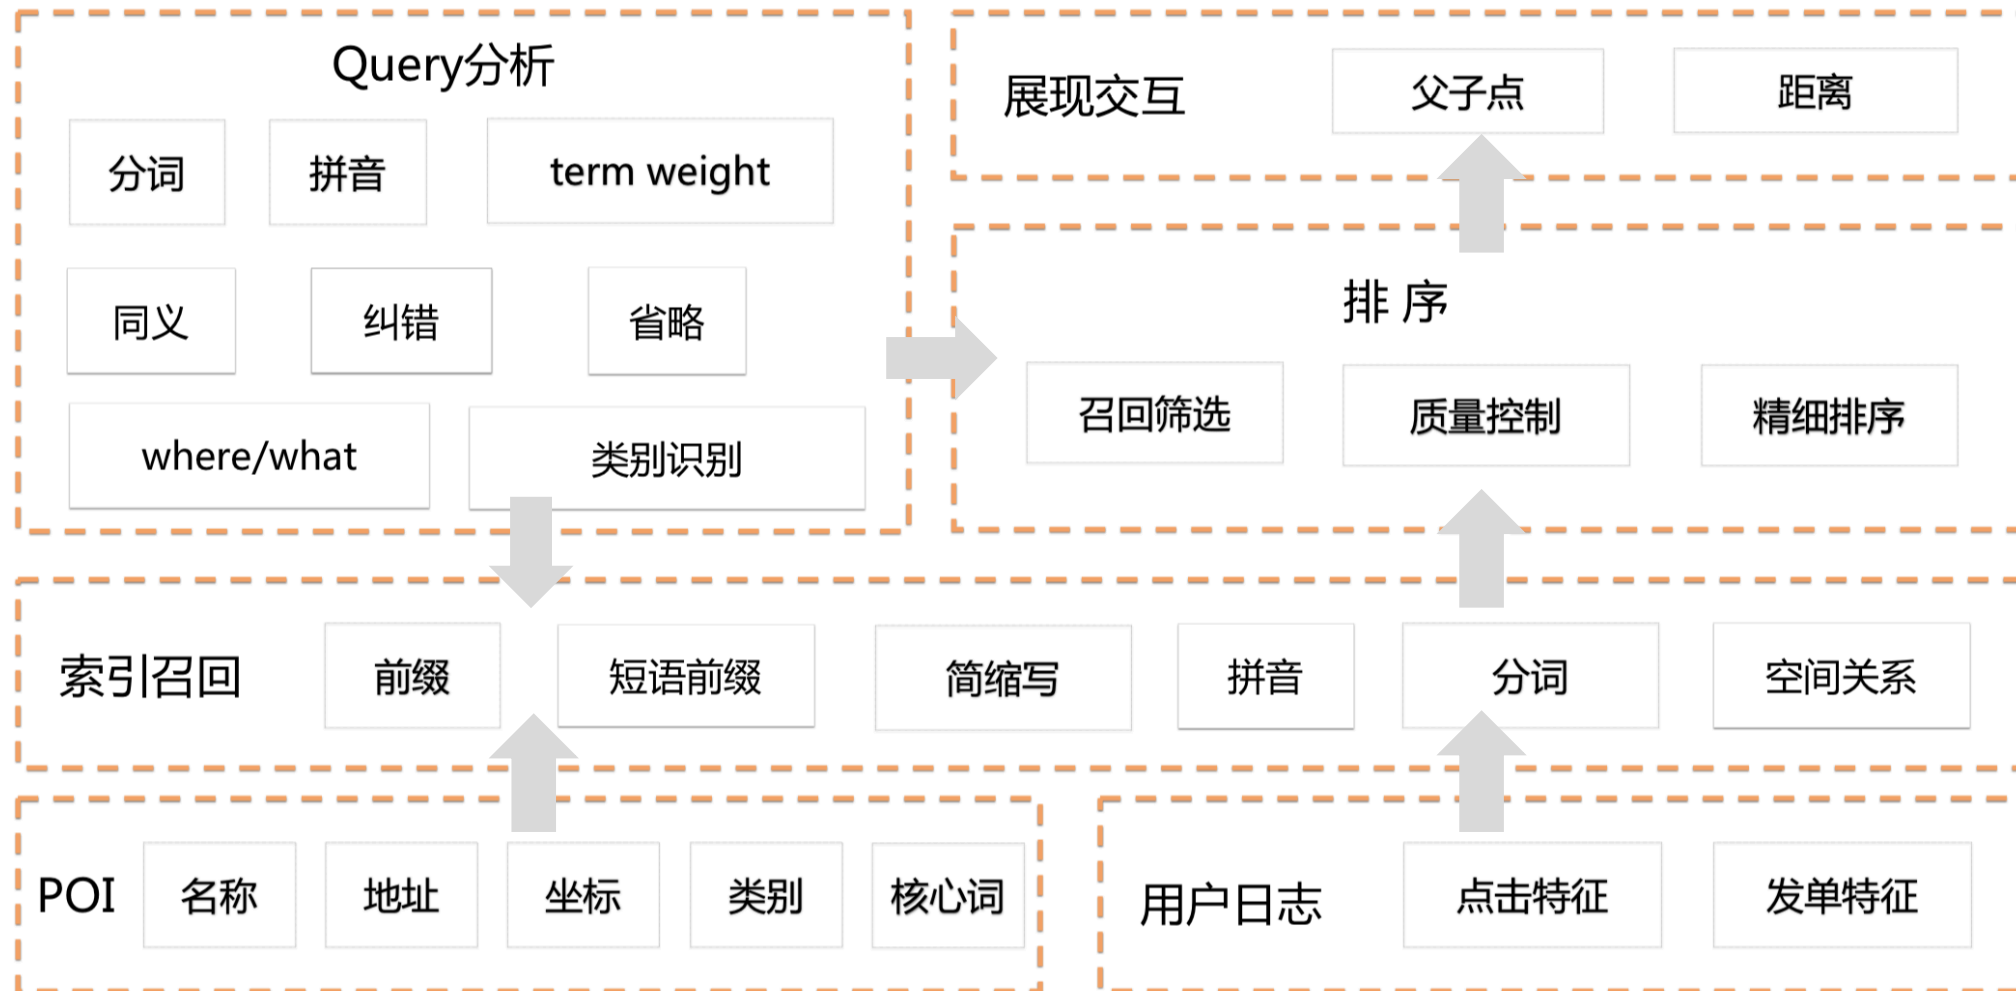 Query分析
分词
拼音
term weight
同义
纠错
省略
where/what
类别识别
展现交互
父子点
距离
排 序
召回筛选
质量控制
精细排序
索引召回
前缀
短语前缀
简缩写
拼音
分词
空间关系
POI
名称
地址
坐标
类别
核心词
用户日志
点击特征
发单特征